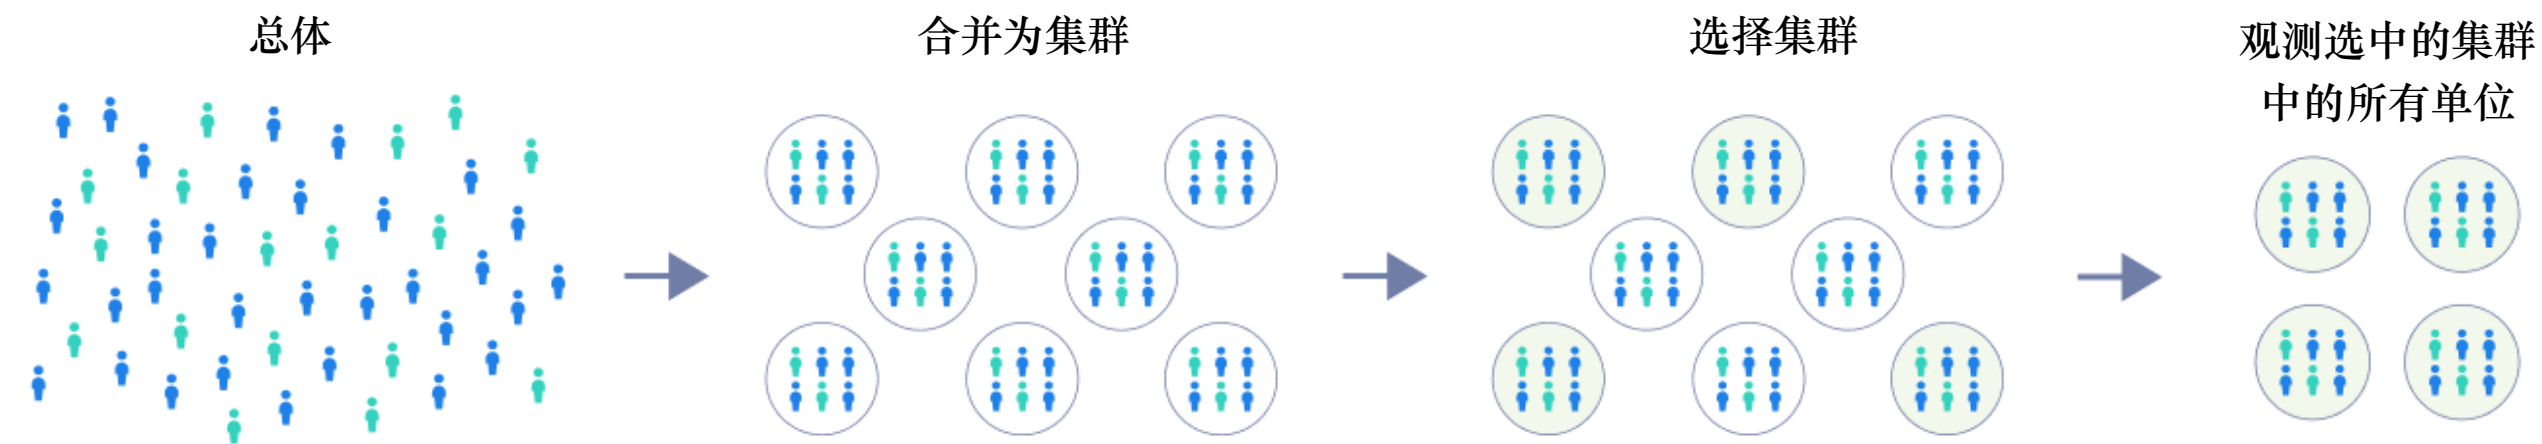 总体
合并为集群
选择集群
观测选中的集群
中的所有单位